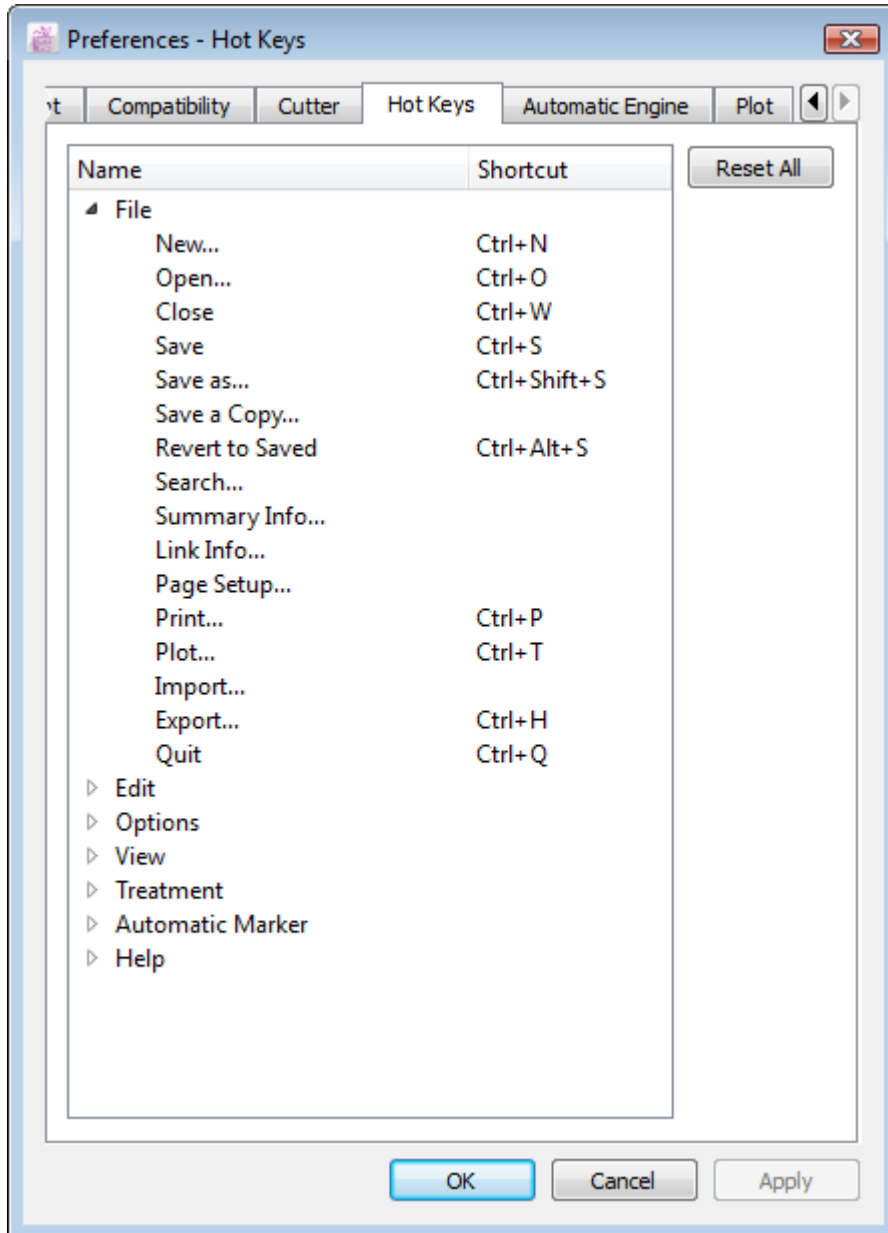 Preferences - Hot Keys
Compatibility Cutter Hot Keys Automatic Engine Plot
Name Shortcut Reset All
File
New... Ctrl+N
Open... Ctrl+O
Close Ctrl+W
Save Ctrl+S
Save as... Ctrl+Shift+S
Save a Copy...
Revert to Saved Ctrl+Alt+S
Search...
Summary Info...
Link Info...
Page Setup...
Print... Ctrl+P
Plot... Ctrl+T
Import...
Export... Ctrl+H
Quit Ctrl+Q
Edit
Options
View
Treatment
Automatic Marker
Help
OK Cancel Apply